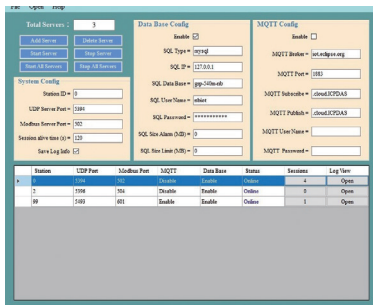 File Open Help
Total Servers : 3
Add Server Delete Server
Start Server Stop Server
Start All Servers Stop All Servers
System Config
Station ID = 0
UDP Server Port = 5394
Modbus Server Port = 502
Session alive time (s) = 120
Save Log Info
Data Base Config
Enable
SQL Type = mysql
SQL IP = 127.0.0.1
SQL Data Base = grp-540m-nb
SQL User Name = nbiot
SQL Password = ***********
SQL Size Alarm (MB) = 0
SQL Size Limit (MB) = 0
MQTT Config
Enable
MQTT Broker = iot.eclipse.org
MQTT Port = 1883
MQTT Subscribe = cloud.ICPDAS
MQTT Publish = cloud.ICPDAS
MQTT User Name =
MQTT Password =
Station UDP Port Modbus Port MQTT Data Base Status Sessions Log View
0 5394 502 Disable Enable Online 4 Open
2 5396 504 Disable Disable Online 0 Open
99 5493 601 Enable Enable Online 1 Open